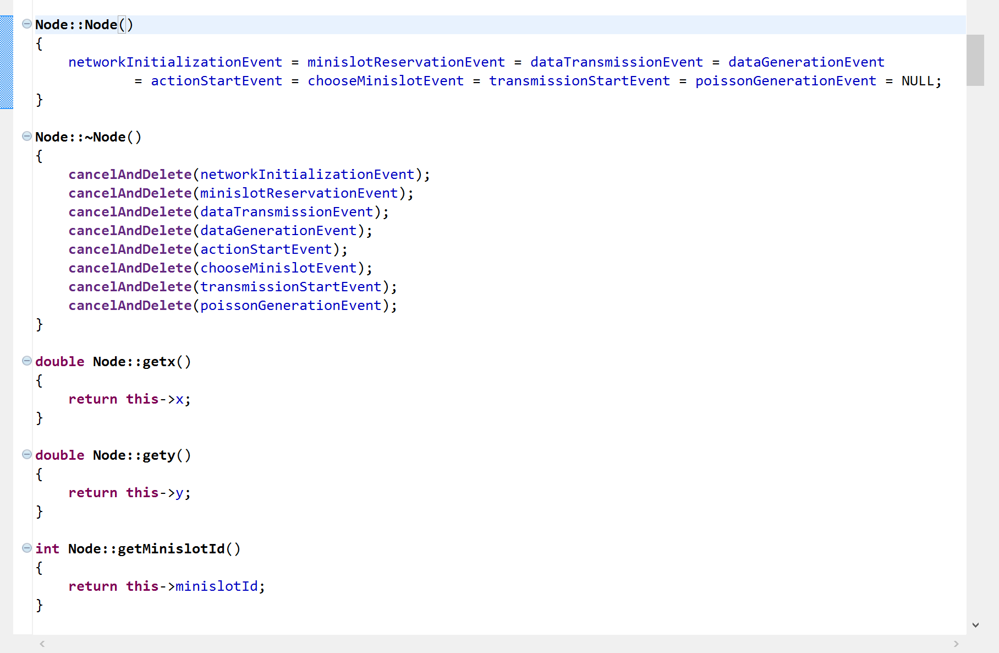 Node::Node()
{
    networkInitializationEvent = minislotReservationEvent = dataTransmissionEvent = dataGenerationEvent
            = actionStartEvent = chooseMinislotEvent = transmissionStartEvent = poissonGenerationEvent = NULL;
}

Node::~Node()
{
    cancelAndDelete(networkInitializationEvent);
    cancelAndDelete(minislotReservationEvent);
    cancelAndDelete(dataTransmissionEvent);
    cancelAndDelete(dataGenerationEvent);
    cancelAndDelete(actionStartEvent);
    cancelAndDelete(chooseMinislotEvent);
    cancelAndDelete(transmissionStartEvent);
    cancelAndDelete(poissonGenerationEvent);
}

double Node::getx()
{
    return this->x;
}

double Node::gety()
{
    return this->y;
}

int Node::getMinislotId()
{
    return this->minislotId;
}